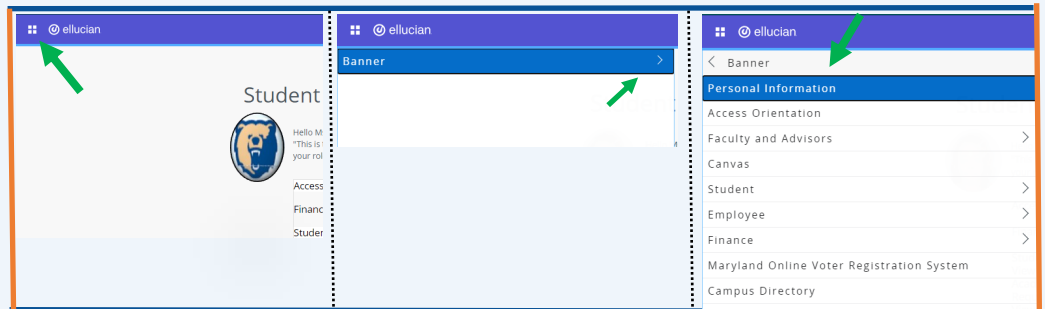 ellucian
Student
Hello M
"This is
your rol
Access
Financ
Studen
ellucian
Banner
ellucian
Banner
Personal Information
Access Orientation
Faculty and Advisors
Canvas
Student
Employee
Finance
Maryland Online Voter Registration System
Campus Directory